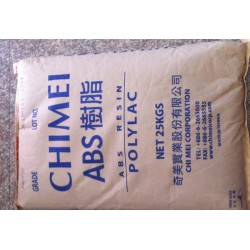 GRADE LOT NO.
CHIMEI
ABS樹脂
ABS RESIN
POLYLAC
NET 25KGS
奇美實業股份有限公司
CHI MEI CORPORATION